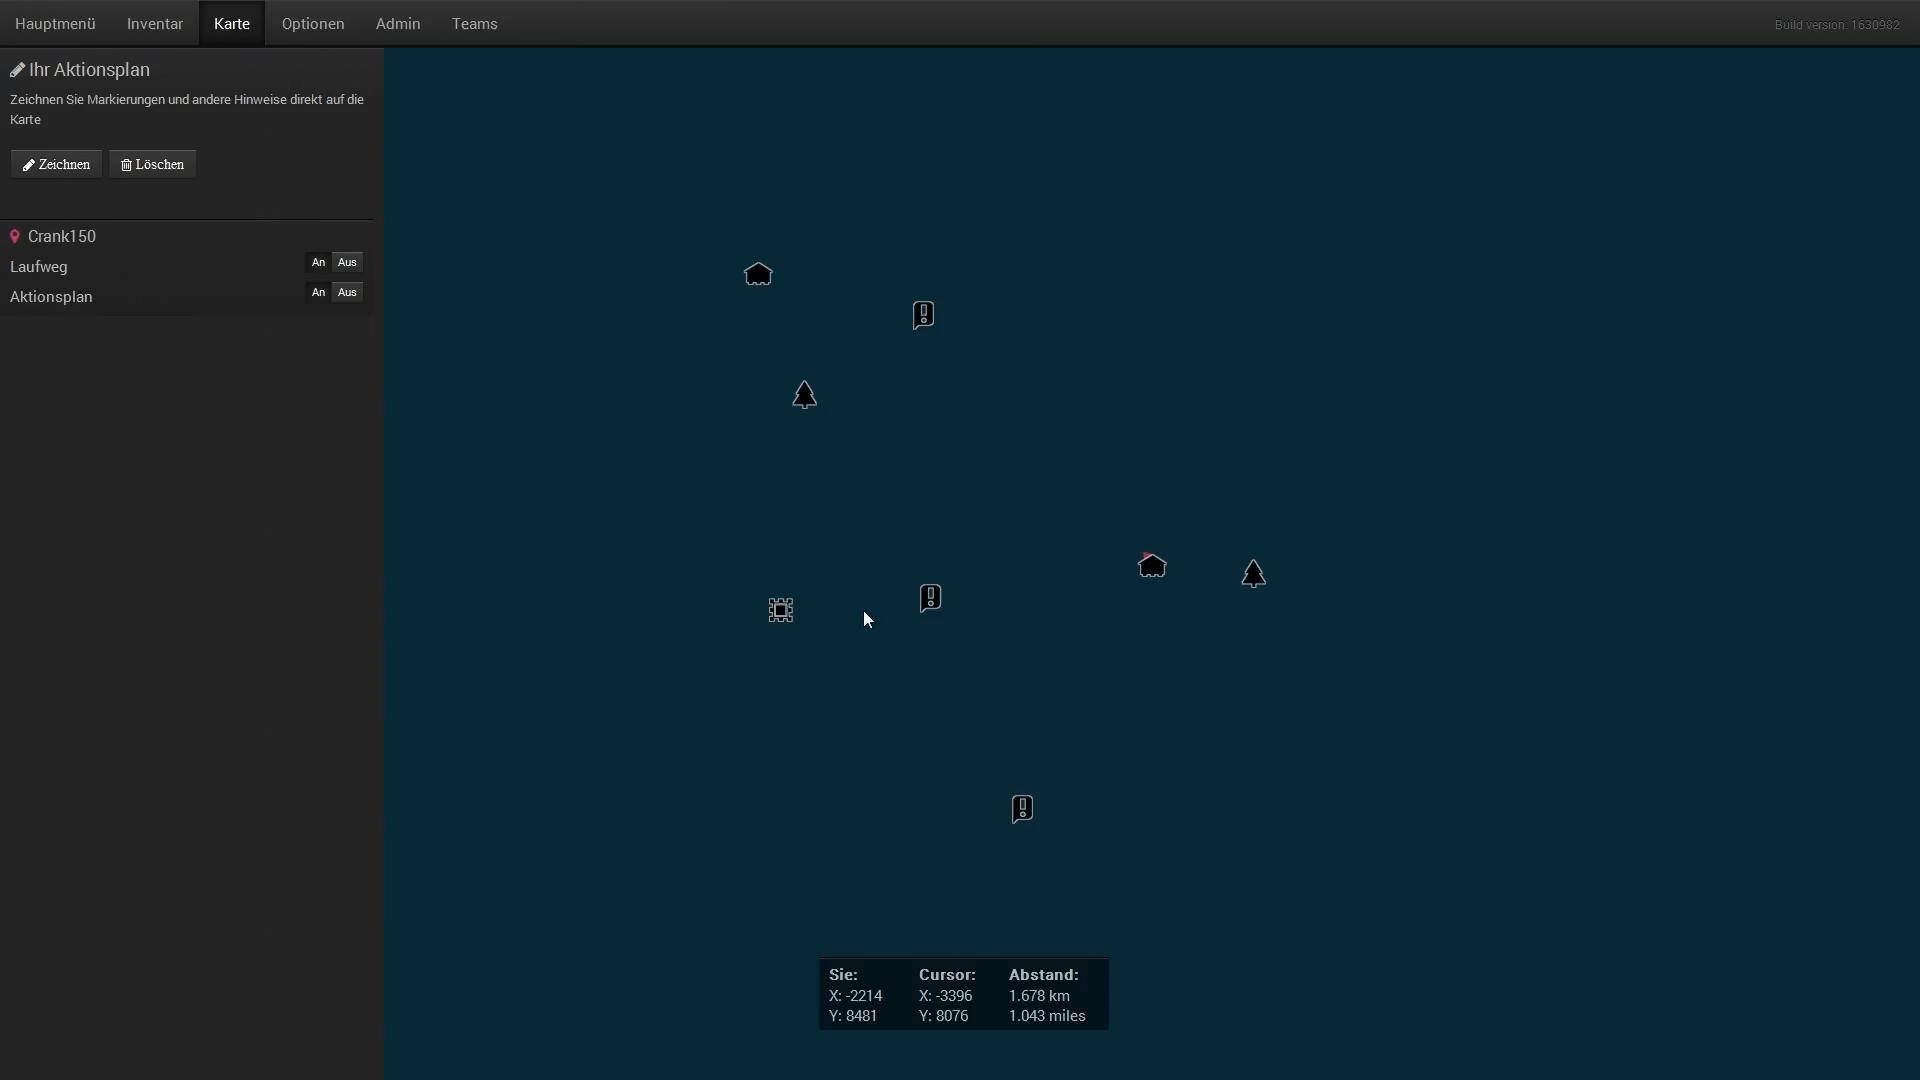 Hauptmenü Inventar Karte Optionen Admin Teams Build version: 1630982
Ihr Aktionsplan
Zeichnen Sie Markierungen und andere Hinweise direkt auf die
Karte
Zeichnen Löschen
Crank150
Laufweg An Aus
Aktionsplan An Aus
Sie: Cursor: Abstand:
X: -2214 X: -3396 1.678 km
Y: 8481 Y: 8076 1.043 miles